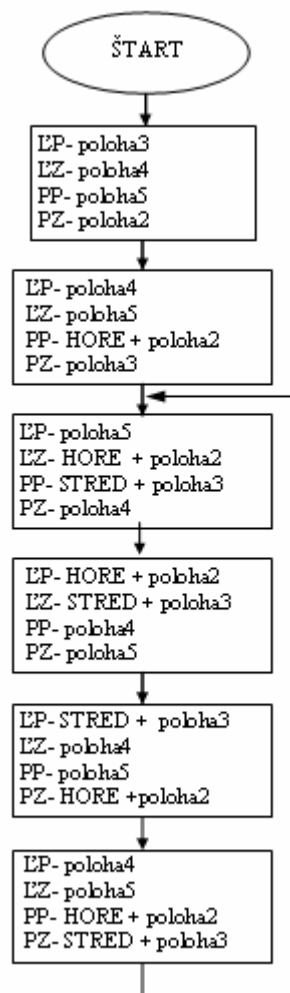 ŠTART
ĽP- poloha3
ĽZ- poloha4
PP- poloha5
PZ- poloha2
ĽP- poloha4
ĽZ- poloha5
PP- HORE + poloha2
PZ- poloha3
ĽP- poloha5
ĽZ- HORE + poloha2
PP- STRED + poloha3
PZ- poloha4
ĽP- HORE + poloha2
ĽZ- STRED + poloha3
PP- poloha4
PZ- poloha5
ĽP- STRED + poloha3
ĽZ- poloha4
PP- poloha5
PZ- HORE +poloha2
ĽP- poloha4
ĽZ- poloha5
PP- HORE + poloha2
PZ- STRED + poloha3